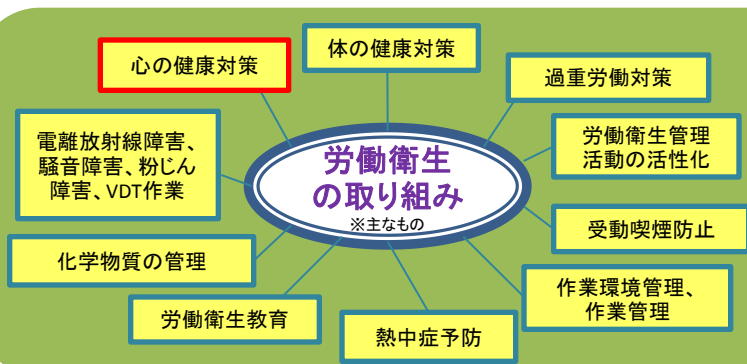 心の健康対策
体の健康対策
過重労働対策
電離放射線障害、
騒音障害、粉じん
障害、VDT作業
労働衛生
の取り組み
※主なもの
労働衛生管理
活動の活性化
受動喫煙防止
化学物質の管理
作業環境管理、
作業管理
労働衛生教育
熱中症予防